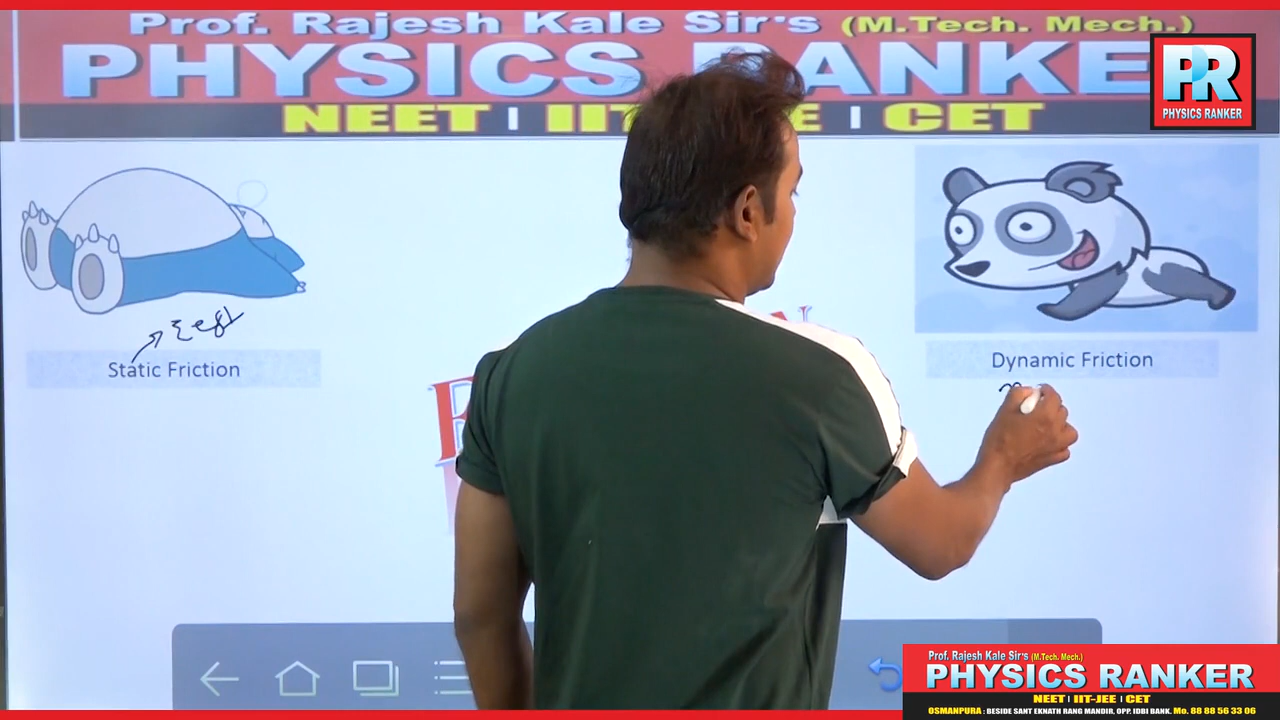 Prof. Rajesh Kale Sir's (M.Tech. Mech.)
PHYSICS RANKE
NEET | IIT- E | CET
PR
PHYSICS RANKER
Static Friction
Dynamic Friction
Prof. Rajesh Kale Sir's (M.Tech. Mech.)
PHYSICS RANKER
NEET | IIT-JEE | CET
OSMANPURA : BESIDE SANT EKNATH RANG MANDIR, OPP. IDBI BANK. Mo. 88 88 56 33 06